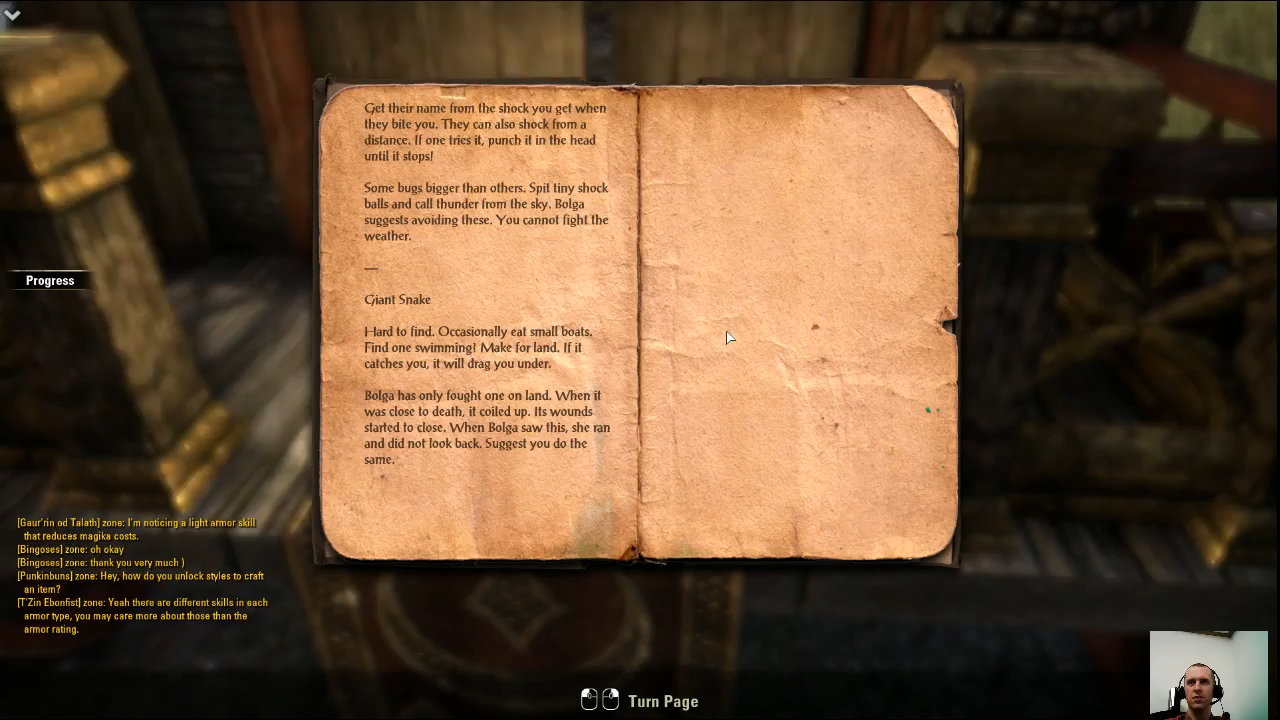 Get their name from the shock you get when
they bite you. They can also shock from a
distance. If one tries it, punch it in the head
until it stops!
Some bugs bigger than others. Spit tiny shock
balls and call thunder from the sky. Bolga
suggests avoiding these. You cannot fight the
weather.
—
Giant Snake
Hard to find. Occasionally eat small boats.
Find one swimming? Make for land. If it
catches you, it will drag you under.
Bolga has only fought one on land. When it
was close to death, it coiled up. Its wounds
started to close. When Bolga saw this, she ran
and did not look back. Suggest you do the
same.
Progress
[Gaur'rin od Talath] zone: I'm noticing a light armor skill
that reduces magika costs.
[Bingoses] zone: oh okay
[Bingoses] zone: thank you very much )
[Punkinbuns] zone: Hey, how do you unlock styles to craft
an item?
[T'Zin Ebonfist] zone: Yeah there are different skills in each
armor type, you may care more about those than the
armor rating.
Turn Page